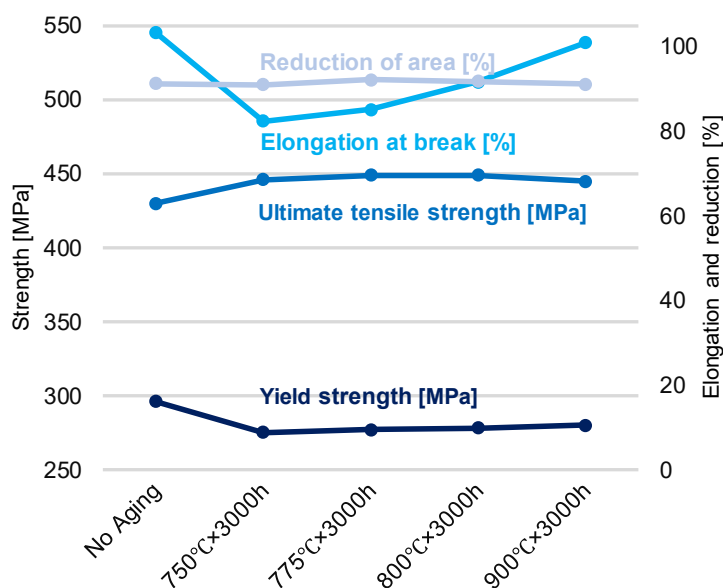 550
500
450
400
350
300
250
Strength [MPa]
Reduction of area [%]
Elongation at break [%]
Ultimate tensile strength [MPa]
Yield strength [MPa]
100
80
60
40
20
0
Elongation and reduction [%]
No Aging
750℃×3000h
775℃×3000h
800℃×3000h
900℃×3000h